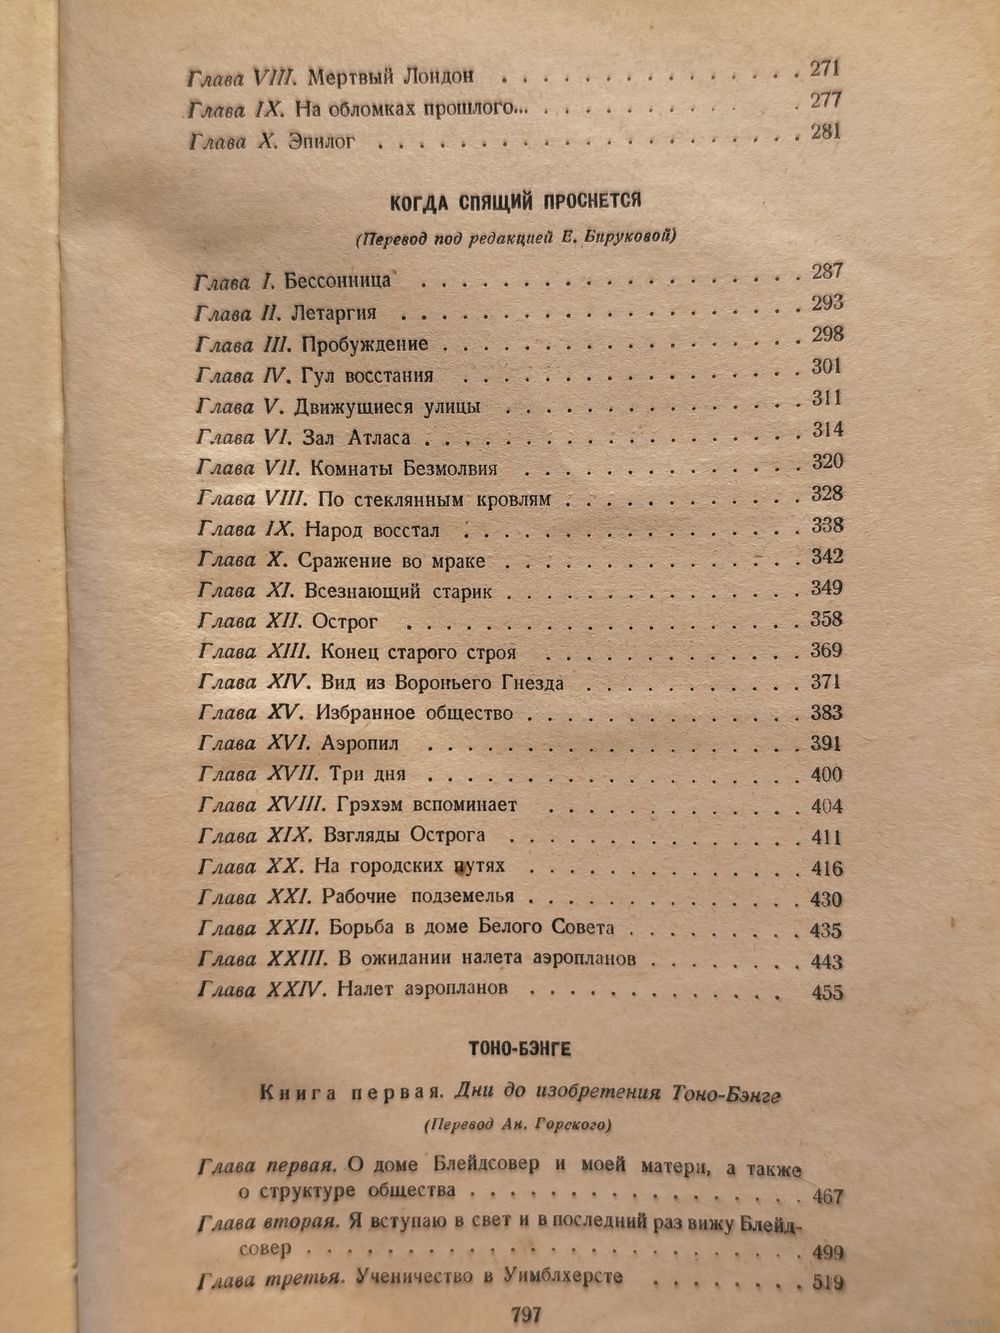 Глава VIII. Мертвый Лондон . . . . . . . . . . . . . . . 271
Глава IX. На обломках прошлого... . . . . . . . . . . . . 277
Глава X. Эпилог . . . . . . . . . . . . . . . . . . . . . 281
КОГДА СПЯЩИЙ ПРОСНЕТСЯ
(Перевод под редакцией Е. Бируковой)
Глава I. Бессонница . . . . . . . . . . . . . . . . . . . 287
Глава II. Летаргия . . . . . . . . . . . . . . . . . . . . 293
Глава III. Пробуждение . . . . . . . . . . . . . . . . . . 298
Глава IV. Гул восстания . . . . . . . . . . . . . . . . . 301
Глава V. Движущиеся улицы . . . . . . . . . . . . . . . 311
Глава VI. Зал Атласа . . . . . . . . . . . . . . . . . . . 314
Глава VII. Комнаты Безмолвия . . . . . . . . . . . . . . 320
Глава VIII. По стеклянным кровлям . . . . . . . . . . . . 328
Глава IX. Народ восстал . . . . . . . . . . . . . . . . . 338
Глава X. Сражение во мраке . . . . . . . . . . . . . . . 342
Глава XI. Всезнающий старик . . . . . . . . . . . . . . . 349
Глава XII. Острог . . . . . . . . . . . . . . . . . . . . 358
Глава XIII. Конец старого строя . . . . . . . . . . . . . 369
Глава XIV. Вид из Вороньего Гнезда . . . . . . . . . . . 371
Глава XV. Избранное общество . . . . . . . . . . . . . . 383
Глава XVI. Аэропил . . . . . . . . . . . . . . . . . . . 391
Глава XVII. Три дня . . . . . . . . . . . . . . . . . . . 400
Глава XVIII. Грэхэм вспоминает . . . . . . . . . . . . . 404
Глава XIX. Взгляды Острога . . . . . . . . . . . . . . . 411
Глава XX. На городских путях . . . . . . . . . . . . . . 416
Глава XXI. Рабочие подземелья . . . . . . . . . . . . . . 430
Глава XXII. Борьба в доме Белого Совета . . . . . . . . . 435
Глава XXIII. В ожидании налета аэропланов . . . . . . . . 443
Глава XXIV. Налет аэропланов . . . . . . . . . . . . . 455
ТОНО-БЭНГЕ
Книга первая. Дни до изобретения Тоно-Бэнге
(Перевод Ан. Горского)
Глава первая. О доме Блейдсовер и моей матери, а также
о структуре общества . . . . . . . . . . . . . . . . . 467
Глава вторая. Я вступаю в свет и в последний раз вижу Блейд-
совер . . . . . . . . . . . . . . . . . . . . . . . . . 499
Глава третья. Ученичество в Уимблхерсте . . . . . . . . 519
797
www.ay.by